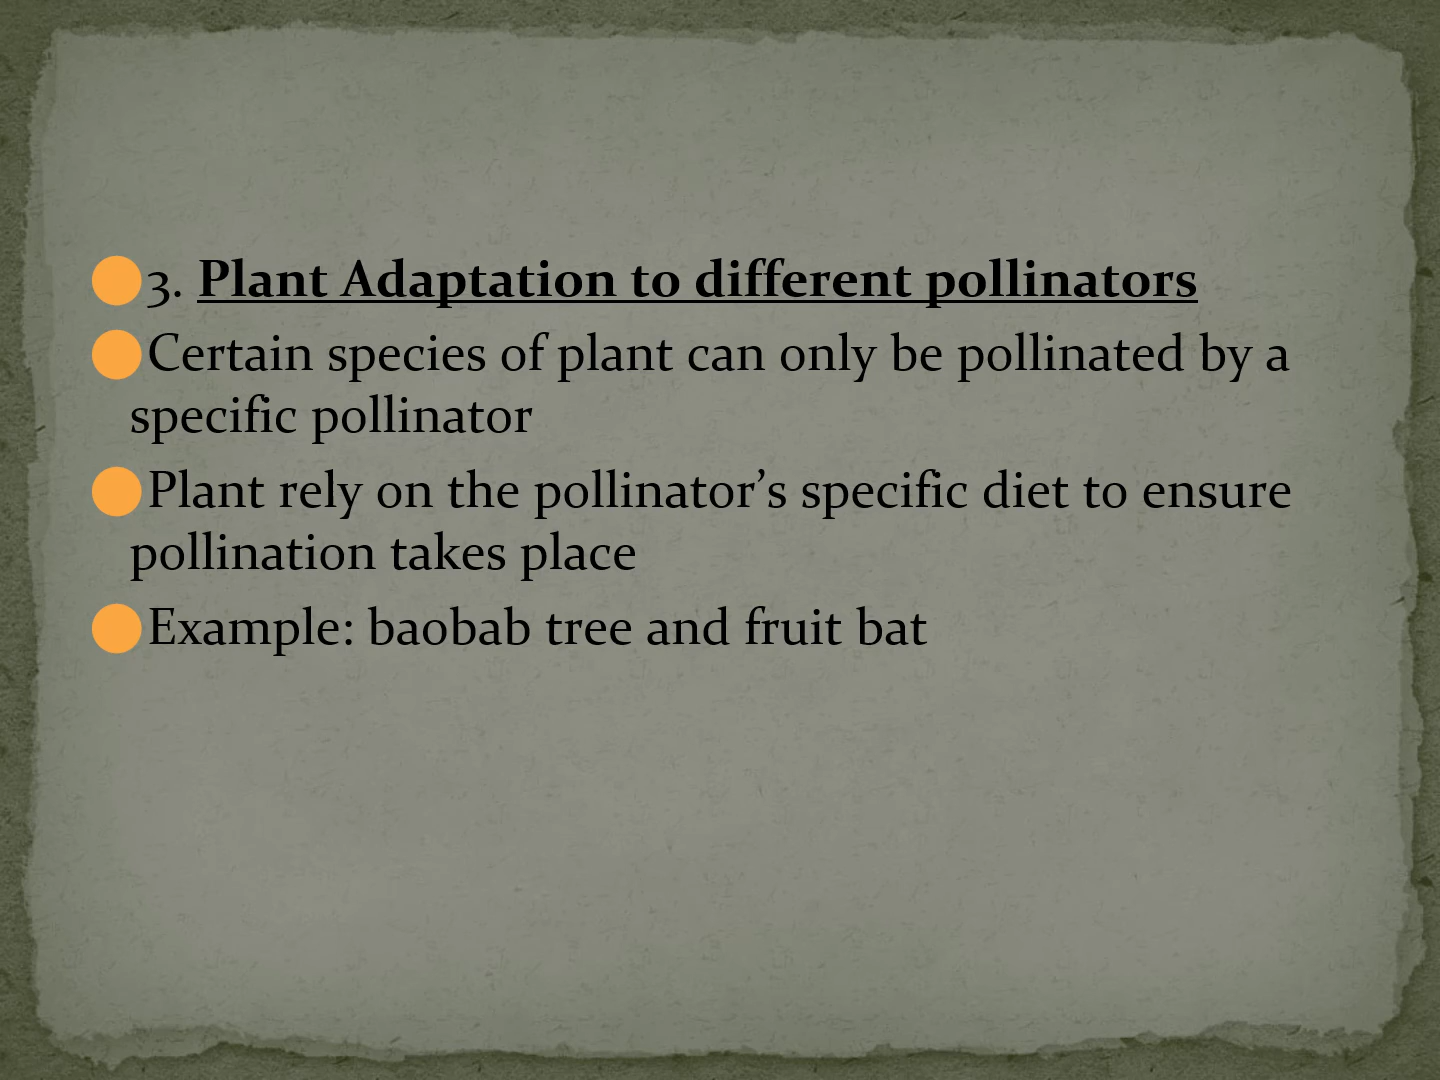 3. Plant Adaptation to different pollinators
Certain species of plant can only be pollinated by a
specific pollinator
Plant rely on the pollinator’s specific diet to ensure
pollination takes place
Example: baobab tree and fruit bat